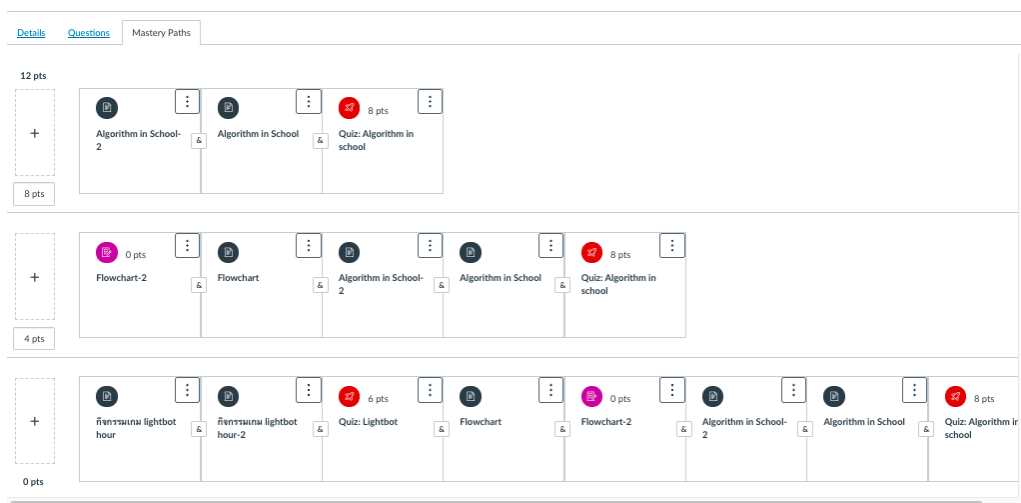 Details Questions Mastery Paths
12 pts
8 pts
Algorithm in School-
2
&
Algorithm in School
&
Quiz: Algorithm in
school
8 pts
0 pts
Flowchart-2
&
Flowchart
&
Algorithm in School-
2
&
Algorithm in School
&
8 pts
Quiz: Algorithm in
school
4 pts
กิจกรรมเกม lightbot
hour
&
กิจกรรมเกม lightbot
hour-2
&
6 pts
Quiz: Lightbot
&
Flowchart
&
0 pts
Flowchart-2
&
Algorithm in School-
2
&
Algorithm in School
&
8 pts
Quiz: Algorithm in
school
0 pts